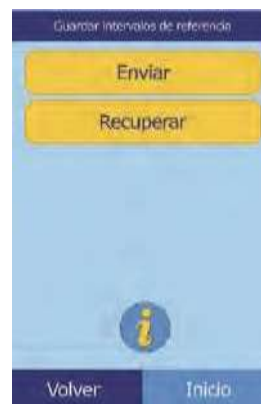 Guardar intervalos de referencia
Enviar
Recuperar
i
Volver
Inicio